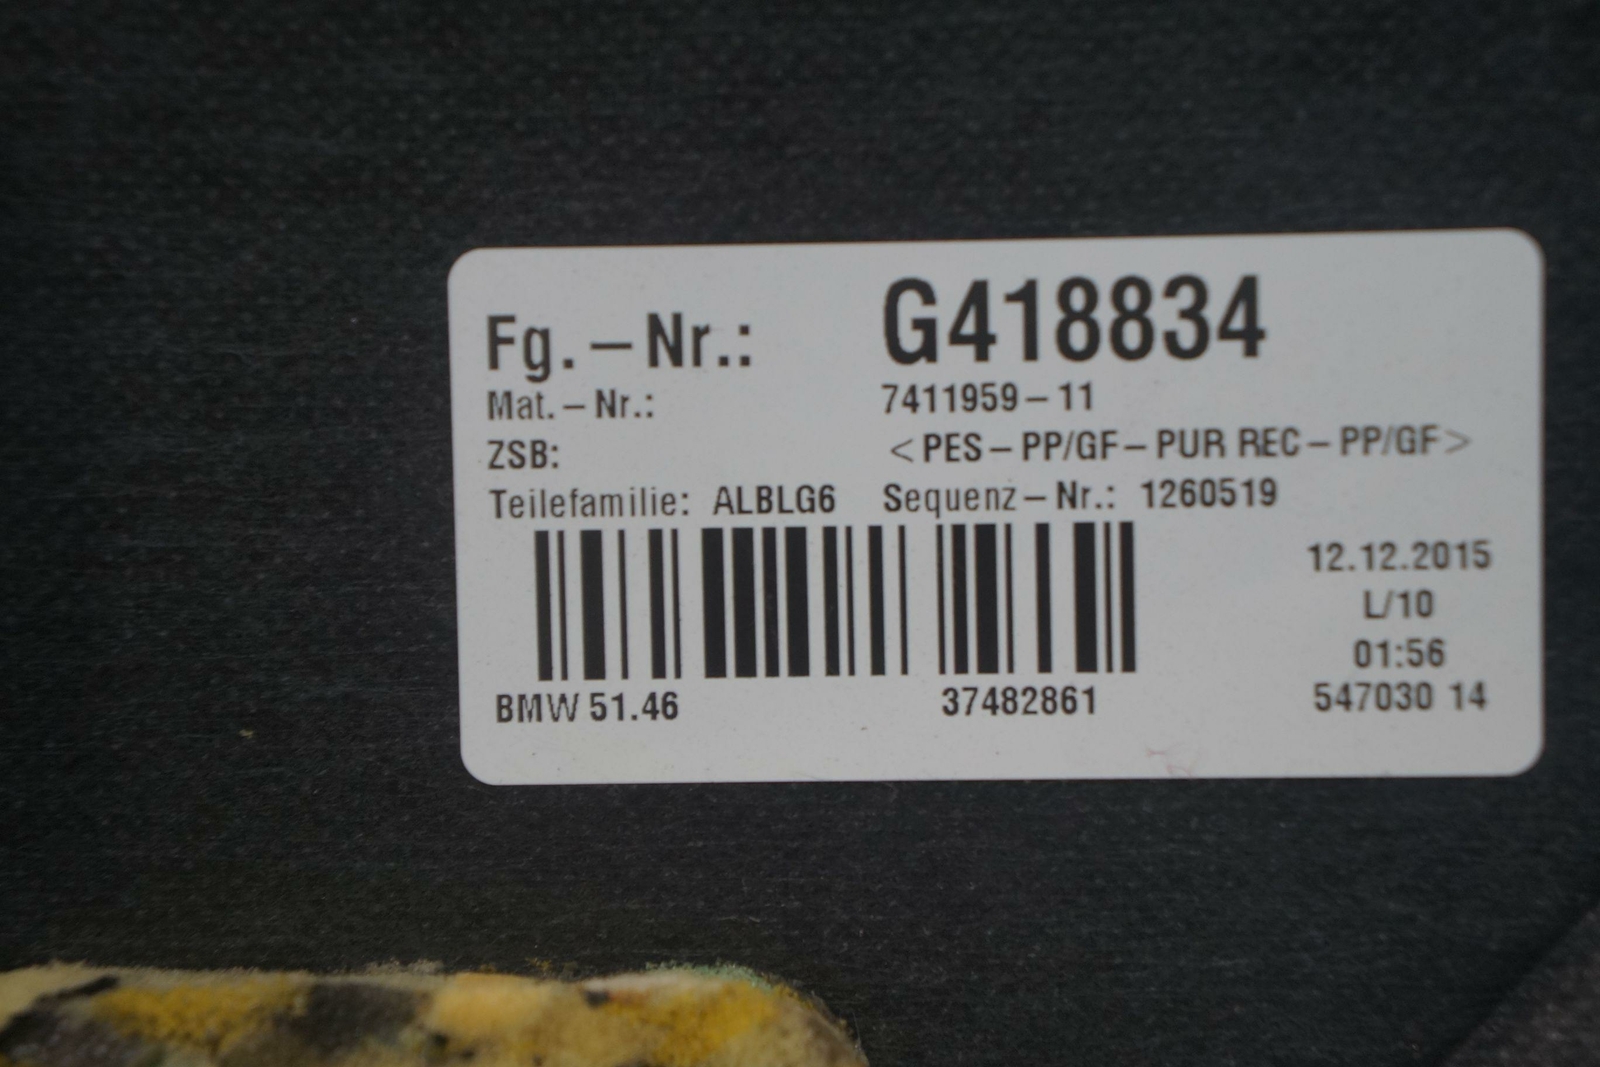 Fg.-Nr.: G418834
Mat.-Nr.: 7411959-11
ZSB: <PES-PP/GF-PUR REC-PP/GF>
Teilefamilie: ALBLG6 Sequenz-Nr.: 1260519
12.12.2015
L/10
01:56
BMW 51.46 37482861 547030 14